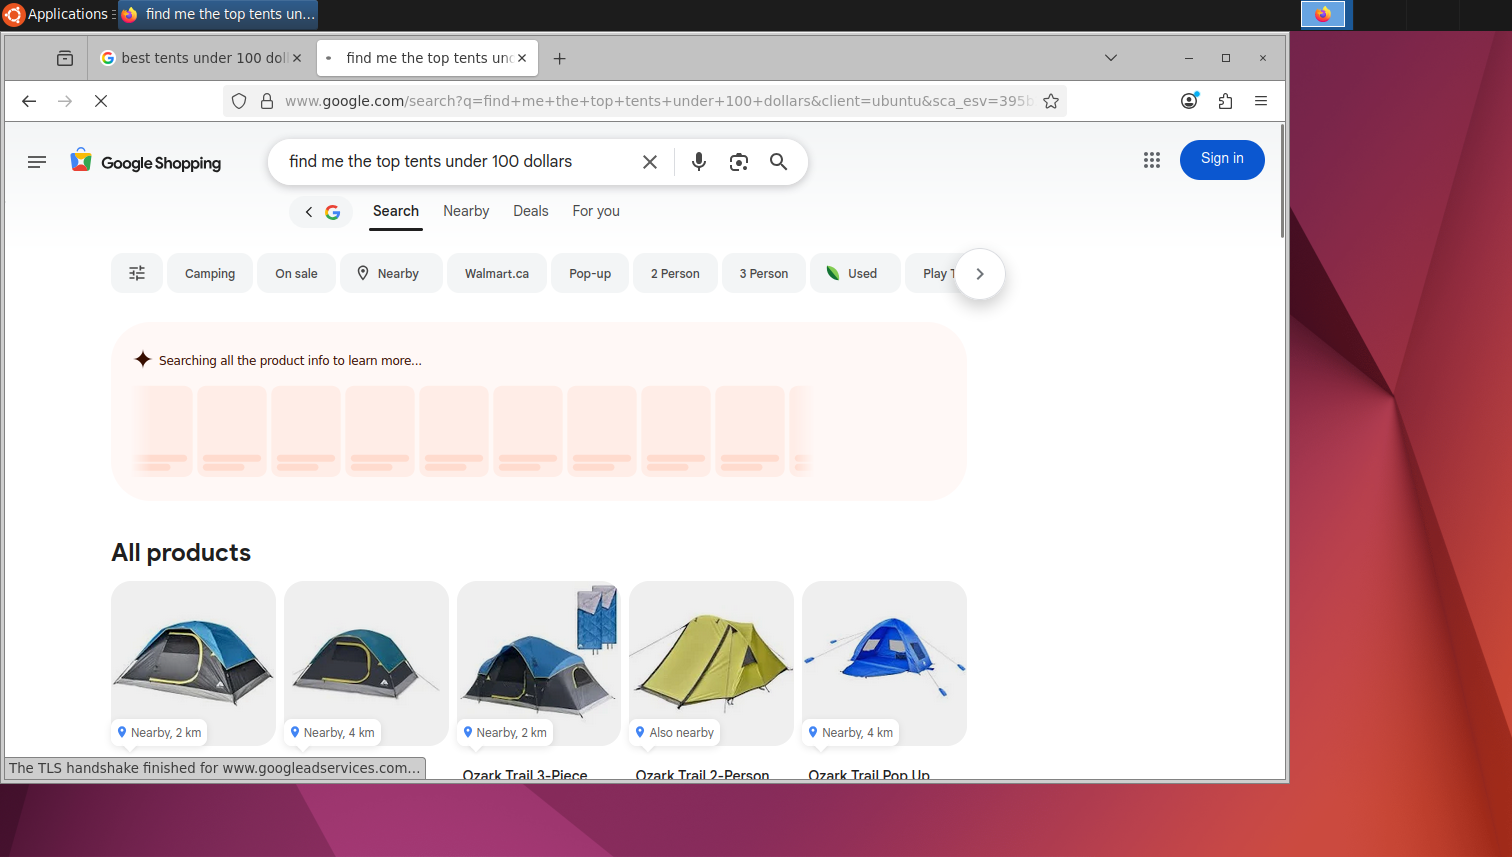 Applications
find me the top tents un...
best tents under 100 doll
find me the top tents und
www.google.com/search?q=find+me+the+top+tents+under+100+dollars&client=ubuntu&sca_esv=395b
Google Shopping
find me the top tents under 100 dollars
Sign in
Search
Nearby
Deals
For you
Camping
On sale
Nearby
Walmart.ca
Pop-up
2 Person
3 Person
Used
Play T
Searching all the product info to learn more...
All products
Nearby, 2 km
Nearby, 4 km
Nearby, 2 km
Also nearby
Nearby, 4 km
The TLS handshake finished for www.googleadservices.com...
Ozark Trail 3-Piece
Ozark Trail 2-Person
Ozark Trail Pop Up